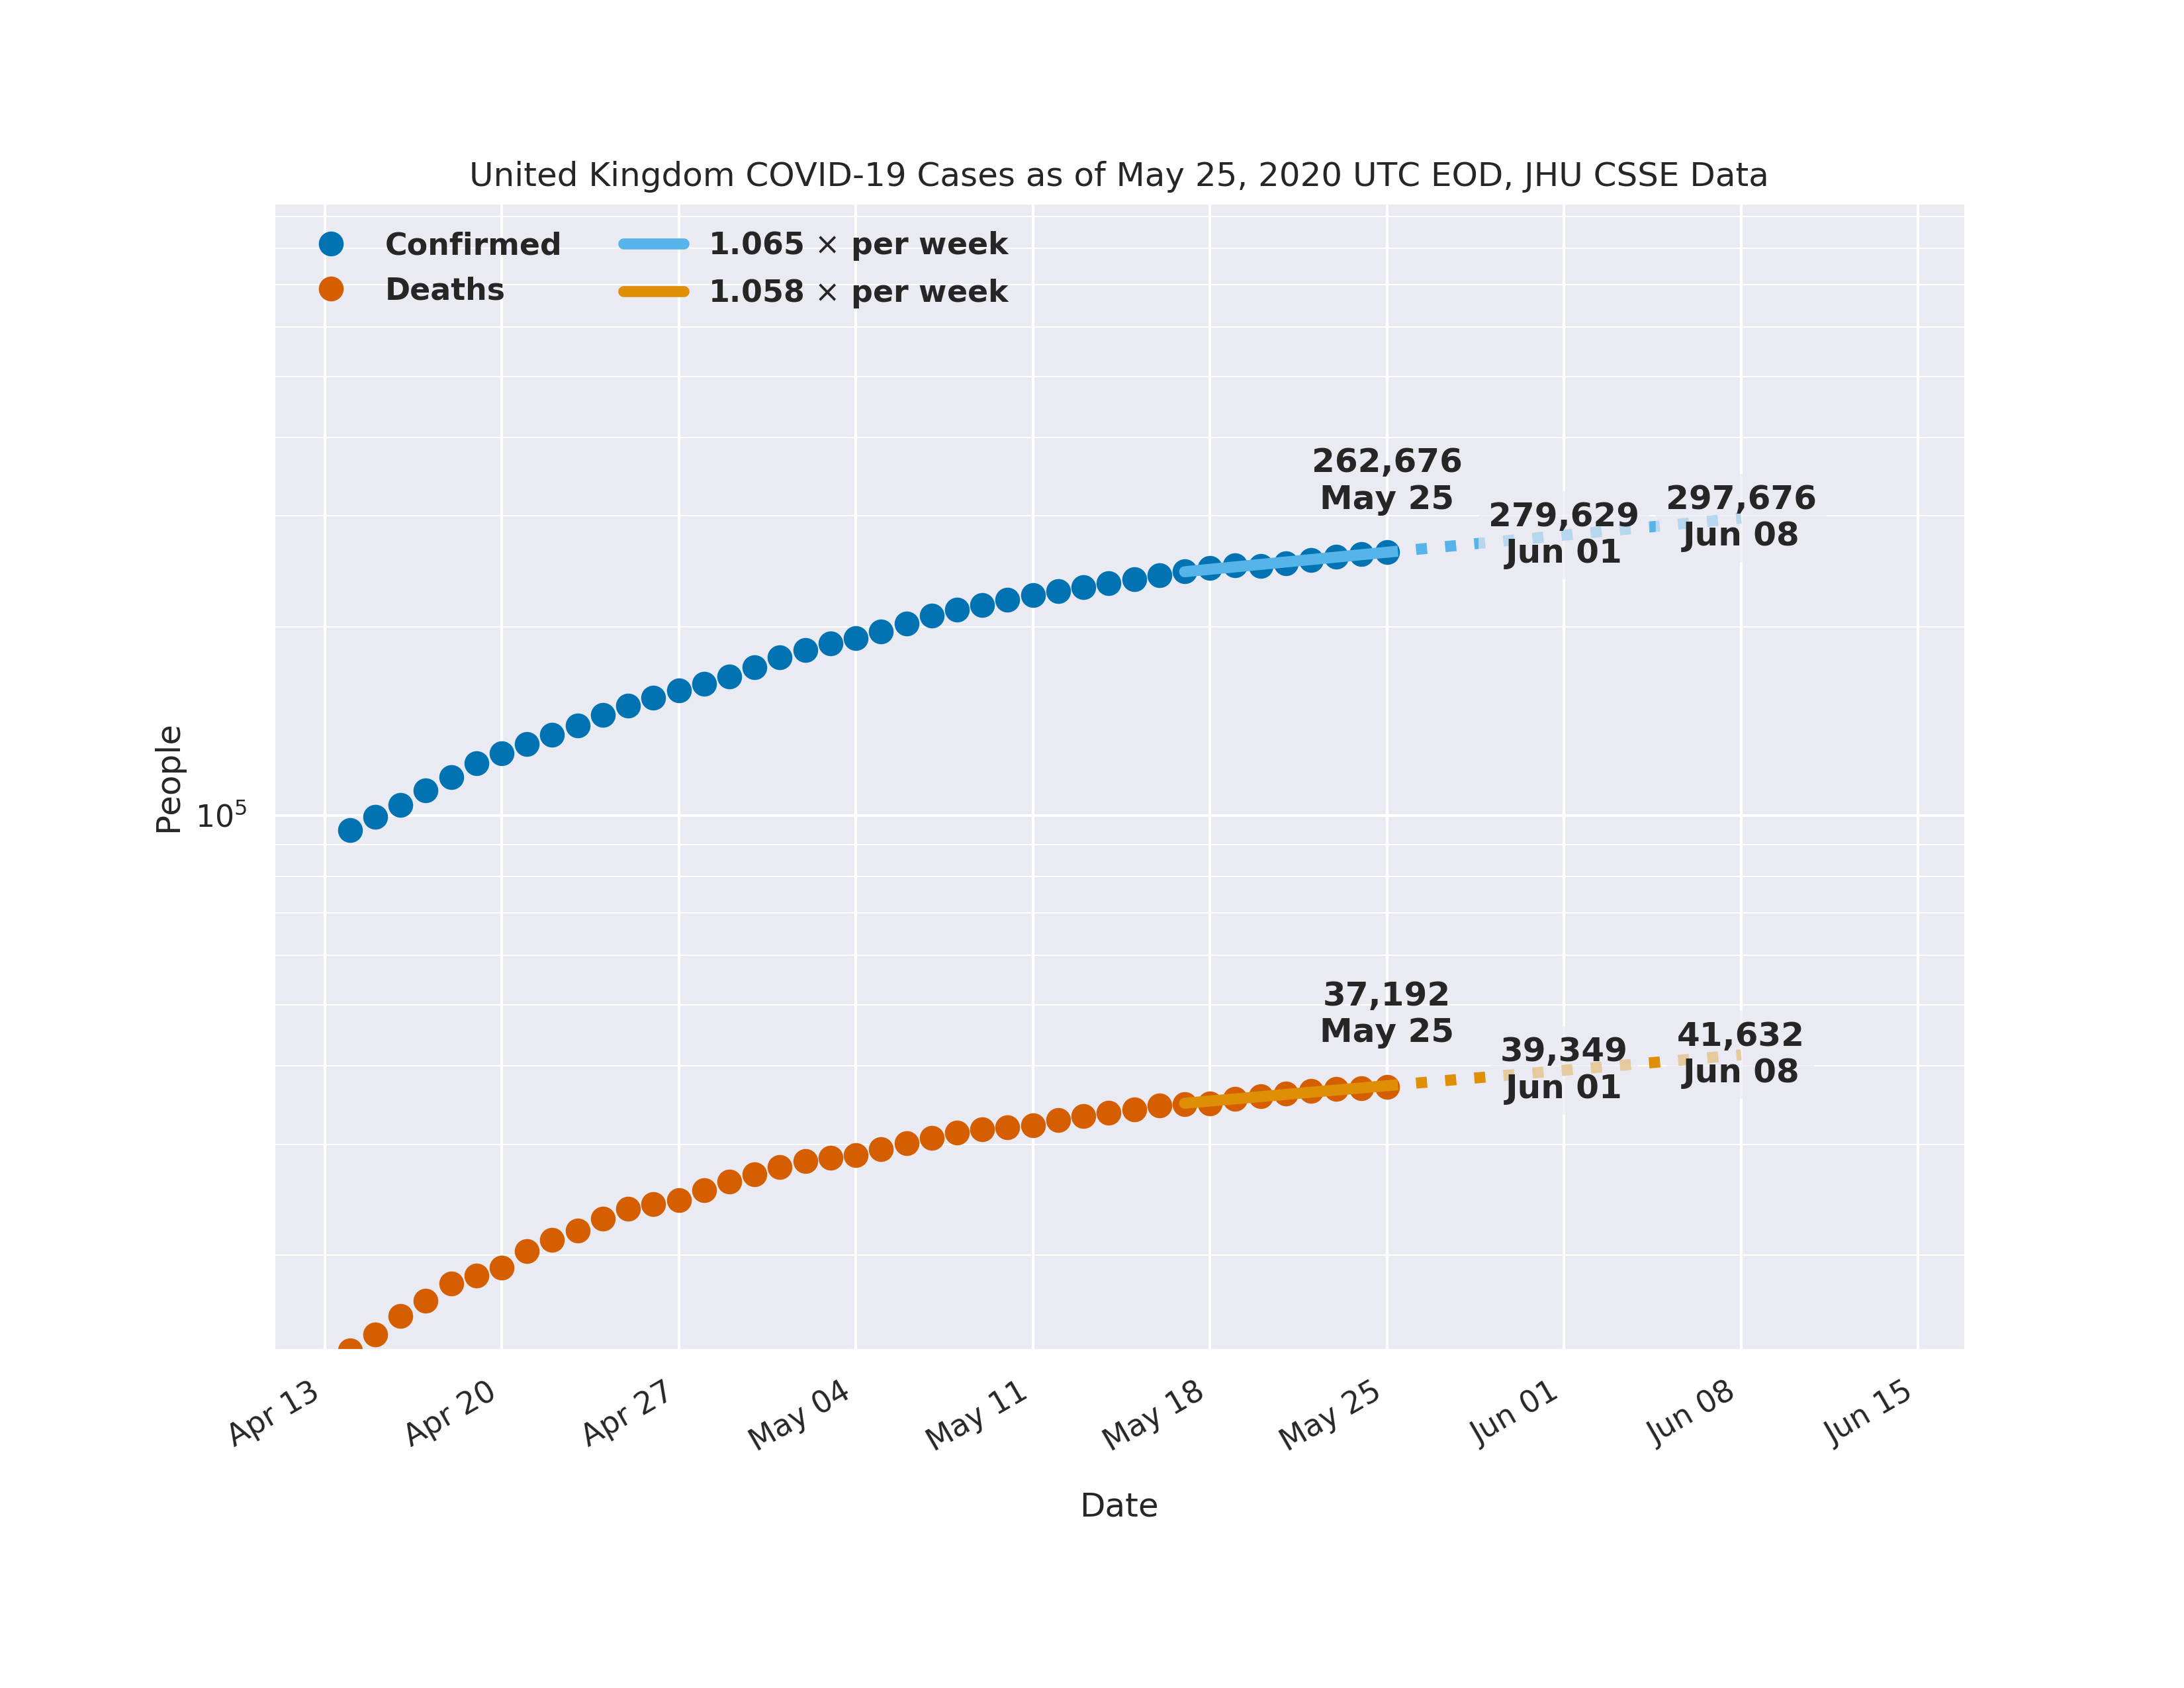 United Kingdom COVID-19 Cases as of May 25, 2020 UTC EOD, JHU CSSE Data
Confirmed
Deaths
1.065 × per week
1.058 × per week
262,676
May 25
279,629
Jun 01
297,676
Jun 08
People
10⁵
37,192
May 25
39,349
Jun 01
41,632
Jun 08
Apr 13
Apr 20
Apr 27
May 04
May 11
May 18
May 25
Jun 01
Jun 08
Jun 15
Date